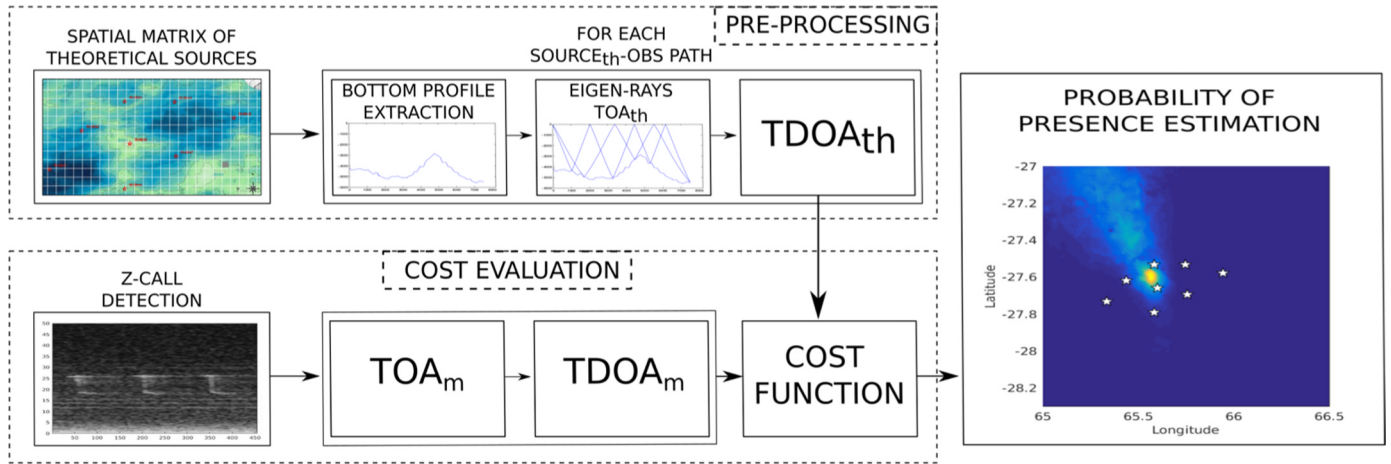 PRE-PROCESSING
SPATIAL MATRIX OF
THEORETICAL SOURCES
FOR EACH
SOURCEth-OBS PATH
BOTTOM PROFILE
EXTRACTION
EIGEN-RAYS
TOAth
TDOAth
COST EVALUATION
Z-CALL
DETECTION
50
45
40
35
30
25
20
15
10
5
0
50 100 150 200 250 300 350 400 450
TOAm
TDOAm
COST
FUNCTION
PROBABILITY OF
PRESENCE ESTIMATION
Latitude
-27
-27.2
-27.4
-27.6
-27.8
-28
-28.2
65 65.5 66 66.5
Longitude